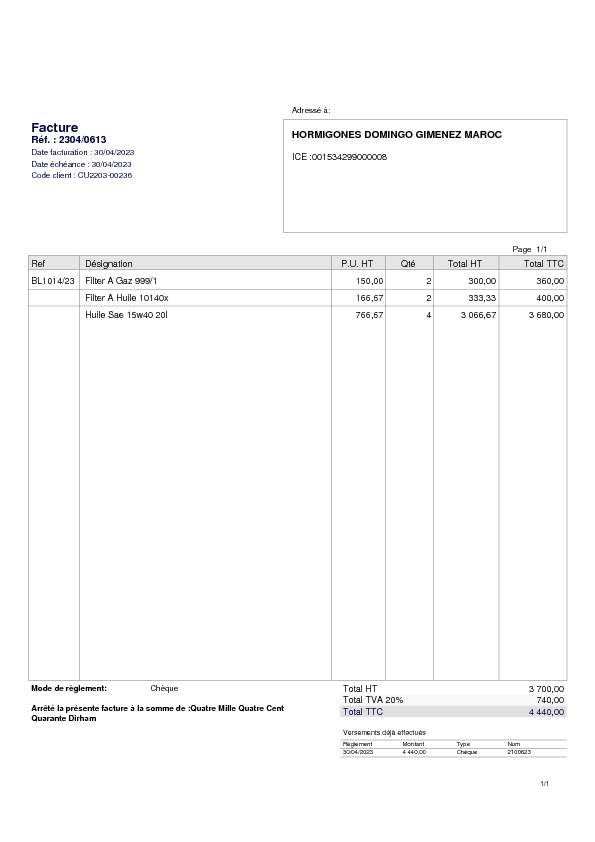 Adressé à:
Facture
Réf. : 2304/0613
Date facturation : 30/04/2023
Date échéance : 30/04/2023
Code client : CU2203-00236
HORMIGONES DOMINGO GIMENEZ MAROC
ICE :001534299000008
Page 1/1
Ref Désignation P.U. HT Qté Total HT Total TTC
BL1014/23 Filter A Gaz 999/1 150,00 2 300,00 360,00
Filter A Huile 10140x 166,67 2 333,33 400,00
Huile Sae 15w40 20l 766,67 4 3 066,67 3 680,00
Mode de règlement: Chèque
Arrêté la présente facture à la somme de :Quatre Mille Quatre Cent
Quarante Dirham
Total HT 3 700,00
Total TVA 20% 740,00
Total TTC 4 440,00
Versements déjà effectués
Règlement Montant Type Num
30/04/2023 4 440,00 Chèque 2100623
1/1